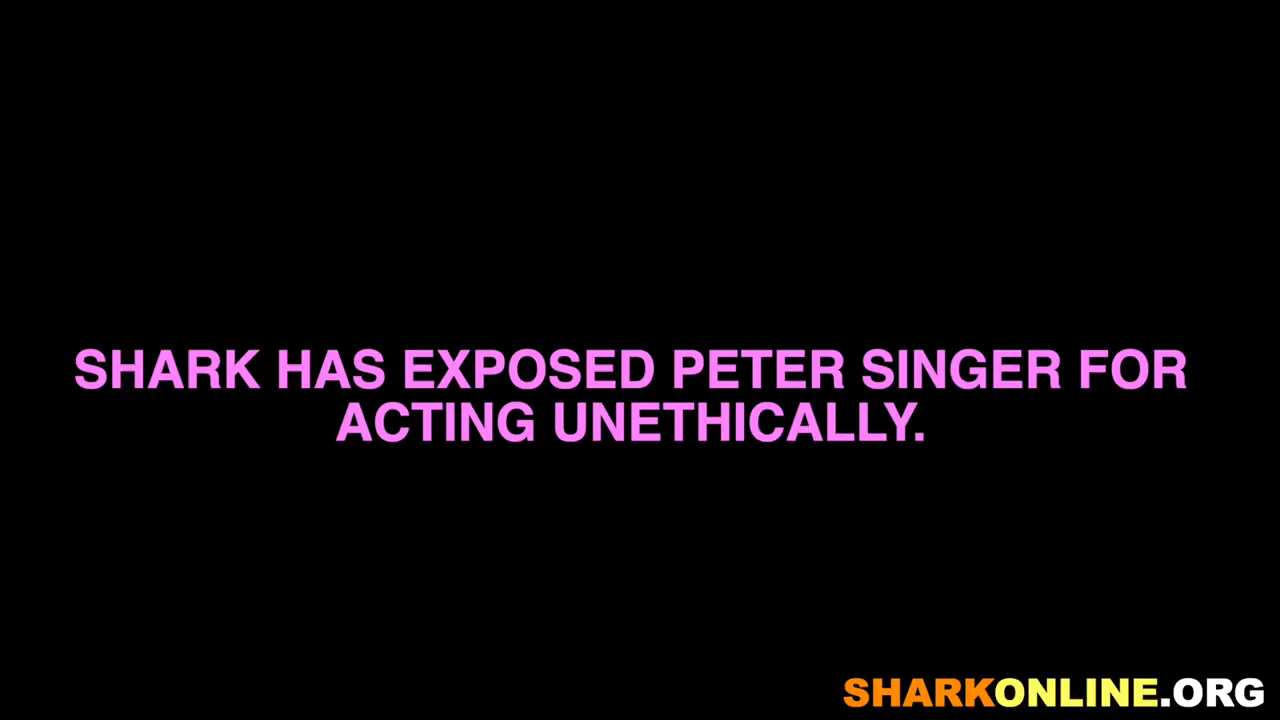 SHARK HAS EXPOSED PETER SINGER FOR
ACTING UNETHICALLY.
SHARKONLINE.ORG